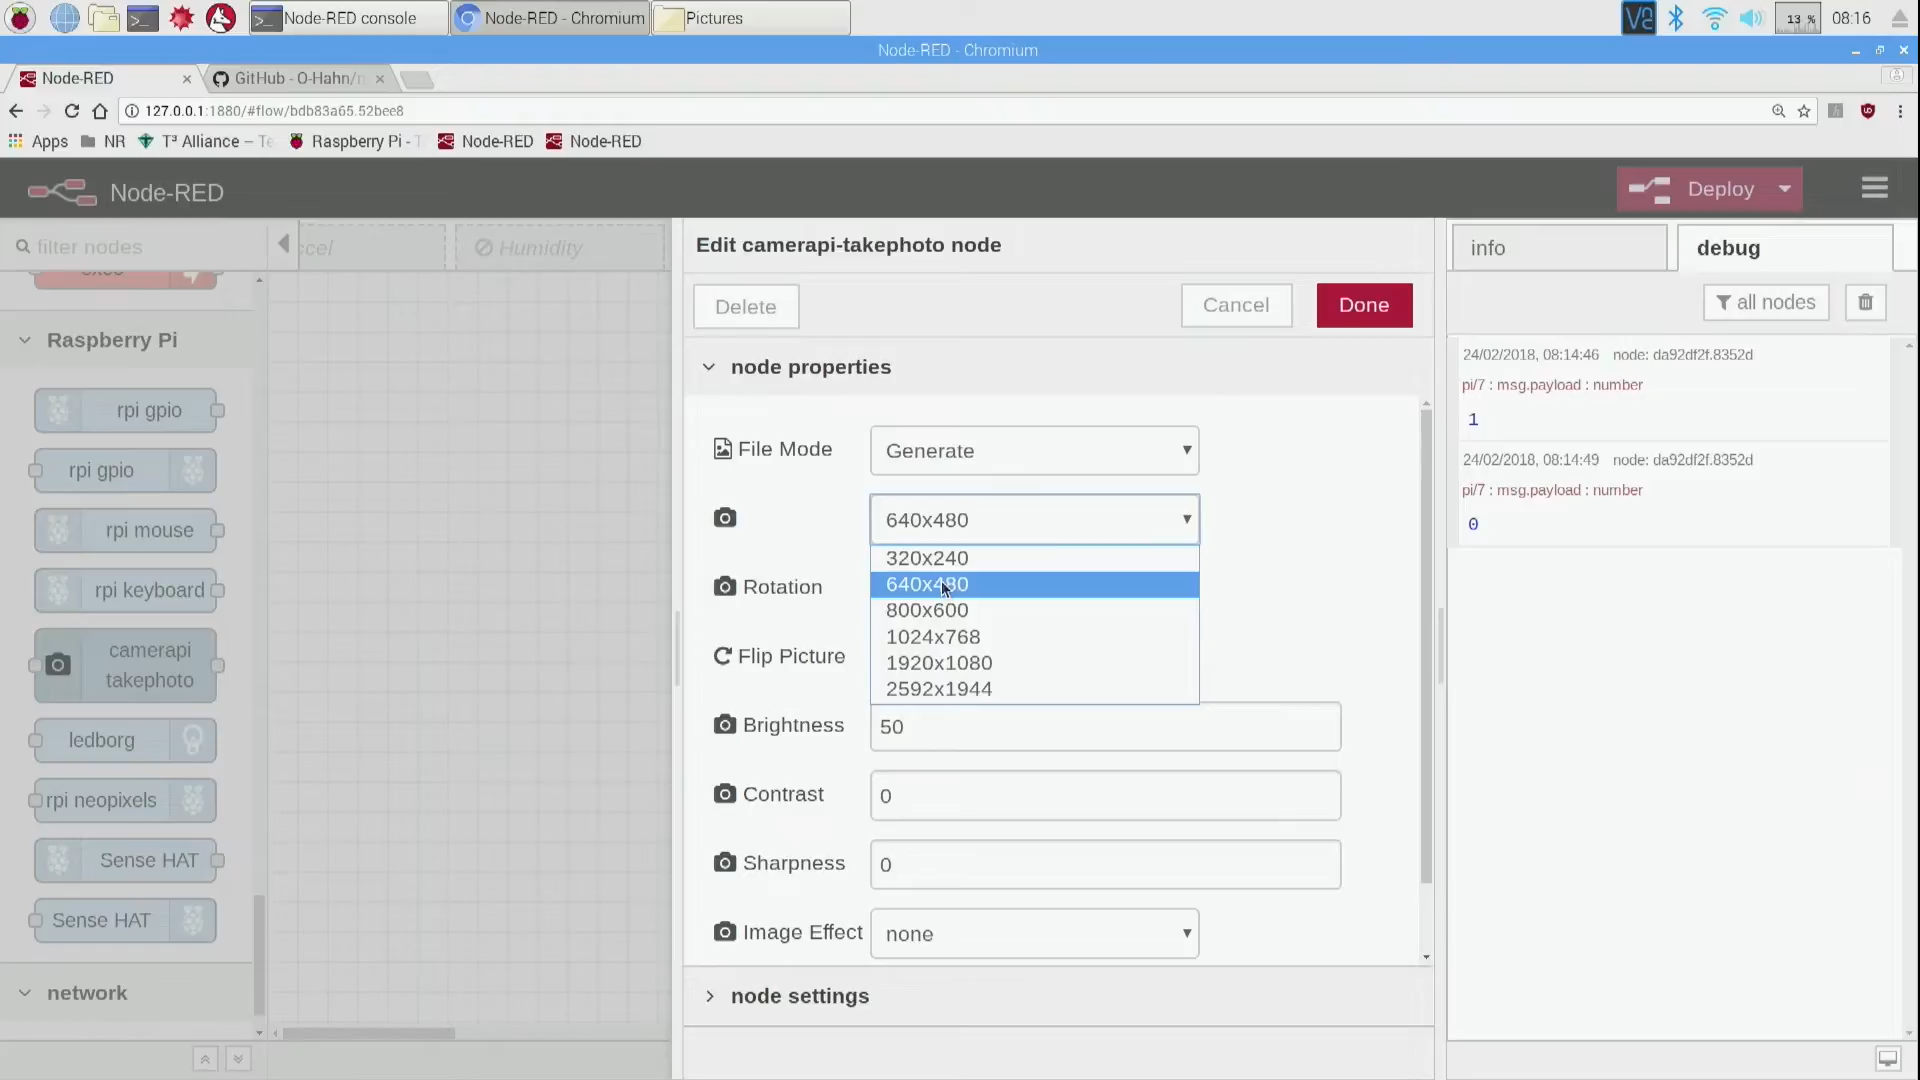 Node-RED console
Node-RED - Chromium
Pictures
13 %
08:16
Node-RED - Chromium
Node-RED
GitHub - O-Hahn/
127.0.0.1:1880/#flow/bdb83a65.52bee8
Apps
NR
T³ Alliance –
Raspberry Pi -
Node-RED
Node-RED
Node-RED
Deploy
filter nodes
Humidity
Raspberry Pi
rpi gpio
rpi gpio
rpi mouse
rpi keyboard
camerapi
takephoto
ledborg
rpi neopixels
Sense HAT
Sense HAT
network
Edit camerapi-takephoto node
Delete
Cancel
Done
node properties
File Mode
Generate
640x480
320x240
640x480
800x600
1024x768
1920x1080
2592x1944
Rotation
Flip Picture
Brightness
50
Contrast
0
Sharpness
0
Image Effect
none
node settings
info
debug
all nodes
24/02/2018, 08:14:46 node: da92df2f.8352d
pi/7 : msg.payload : number
1
24/02/2018, 08:14:49 node: da92df2f.8352d
pi/7 : msg.payload : number
0